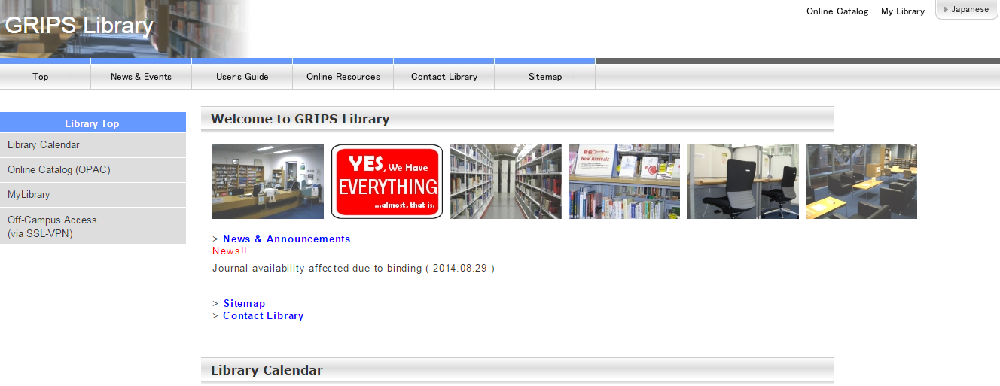 GRIPS Library
Online Catalog
My Library
Japanese
Top
News & Events
User's Guide
Online Resources
Contact Library
Sitemap
Library Top
Library Calendar
Online Catalog (OPAC)
MyLibrary
Off-Campus Access
(via SSL-VPN)
Welcome to GRIPS Library
YES, We Have
EVERYTHING
...almost, that is.
新着コーナー
New Arrivals
> News & Announcements
News!!
Journal availability affected due to binding ( 2014.08.29 )
> Sitemap
> Contact Library
Library Calendar